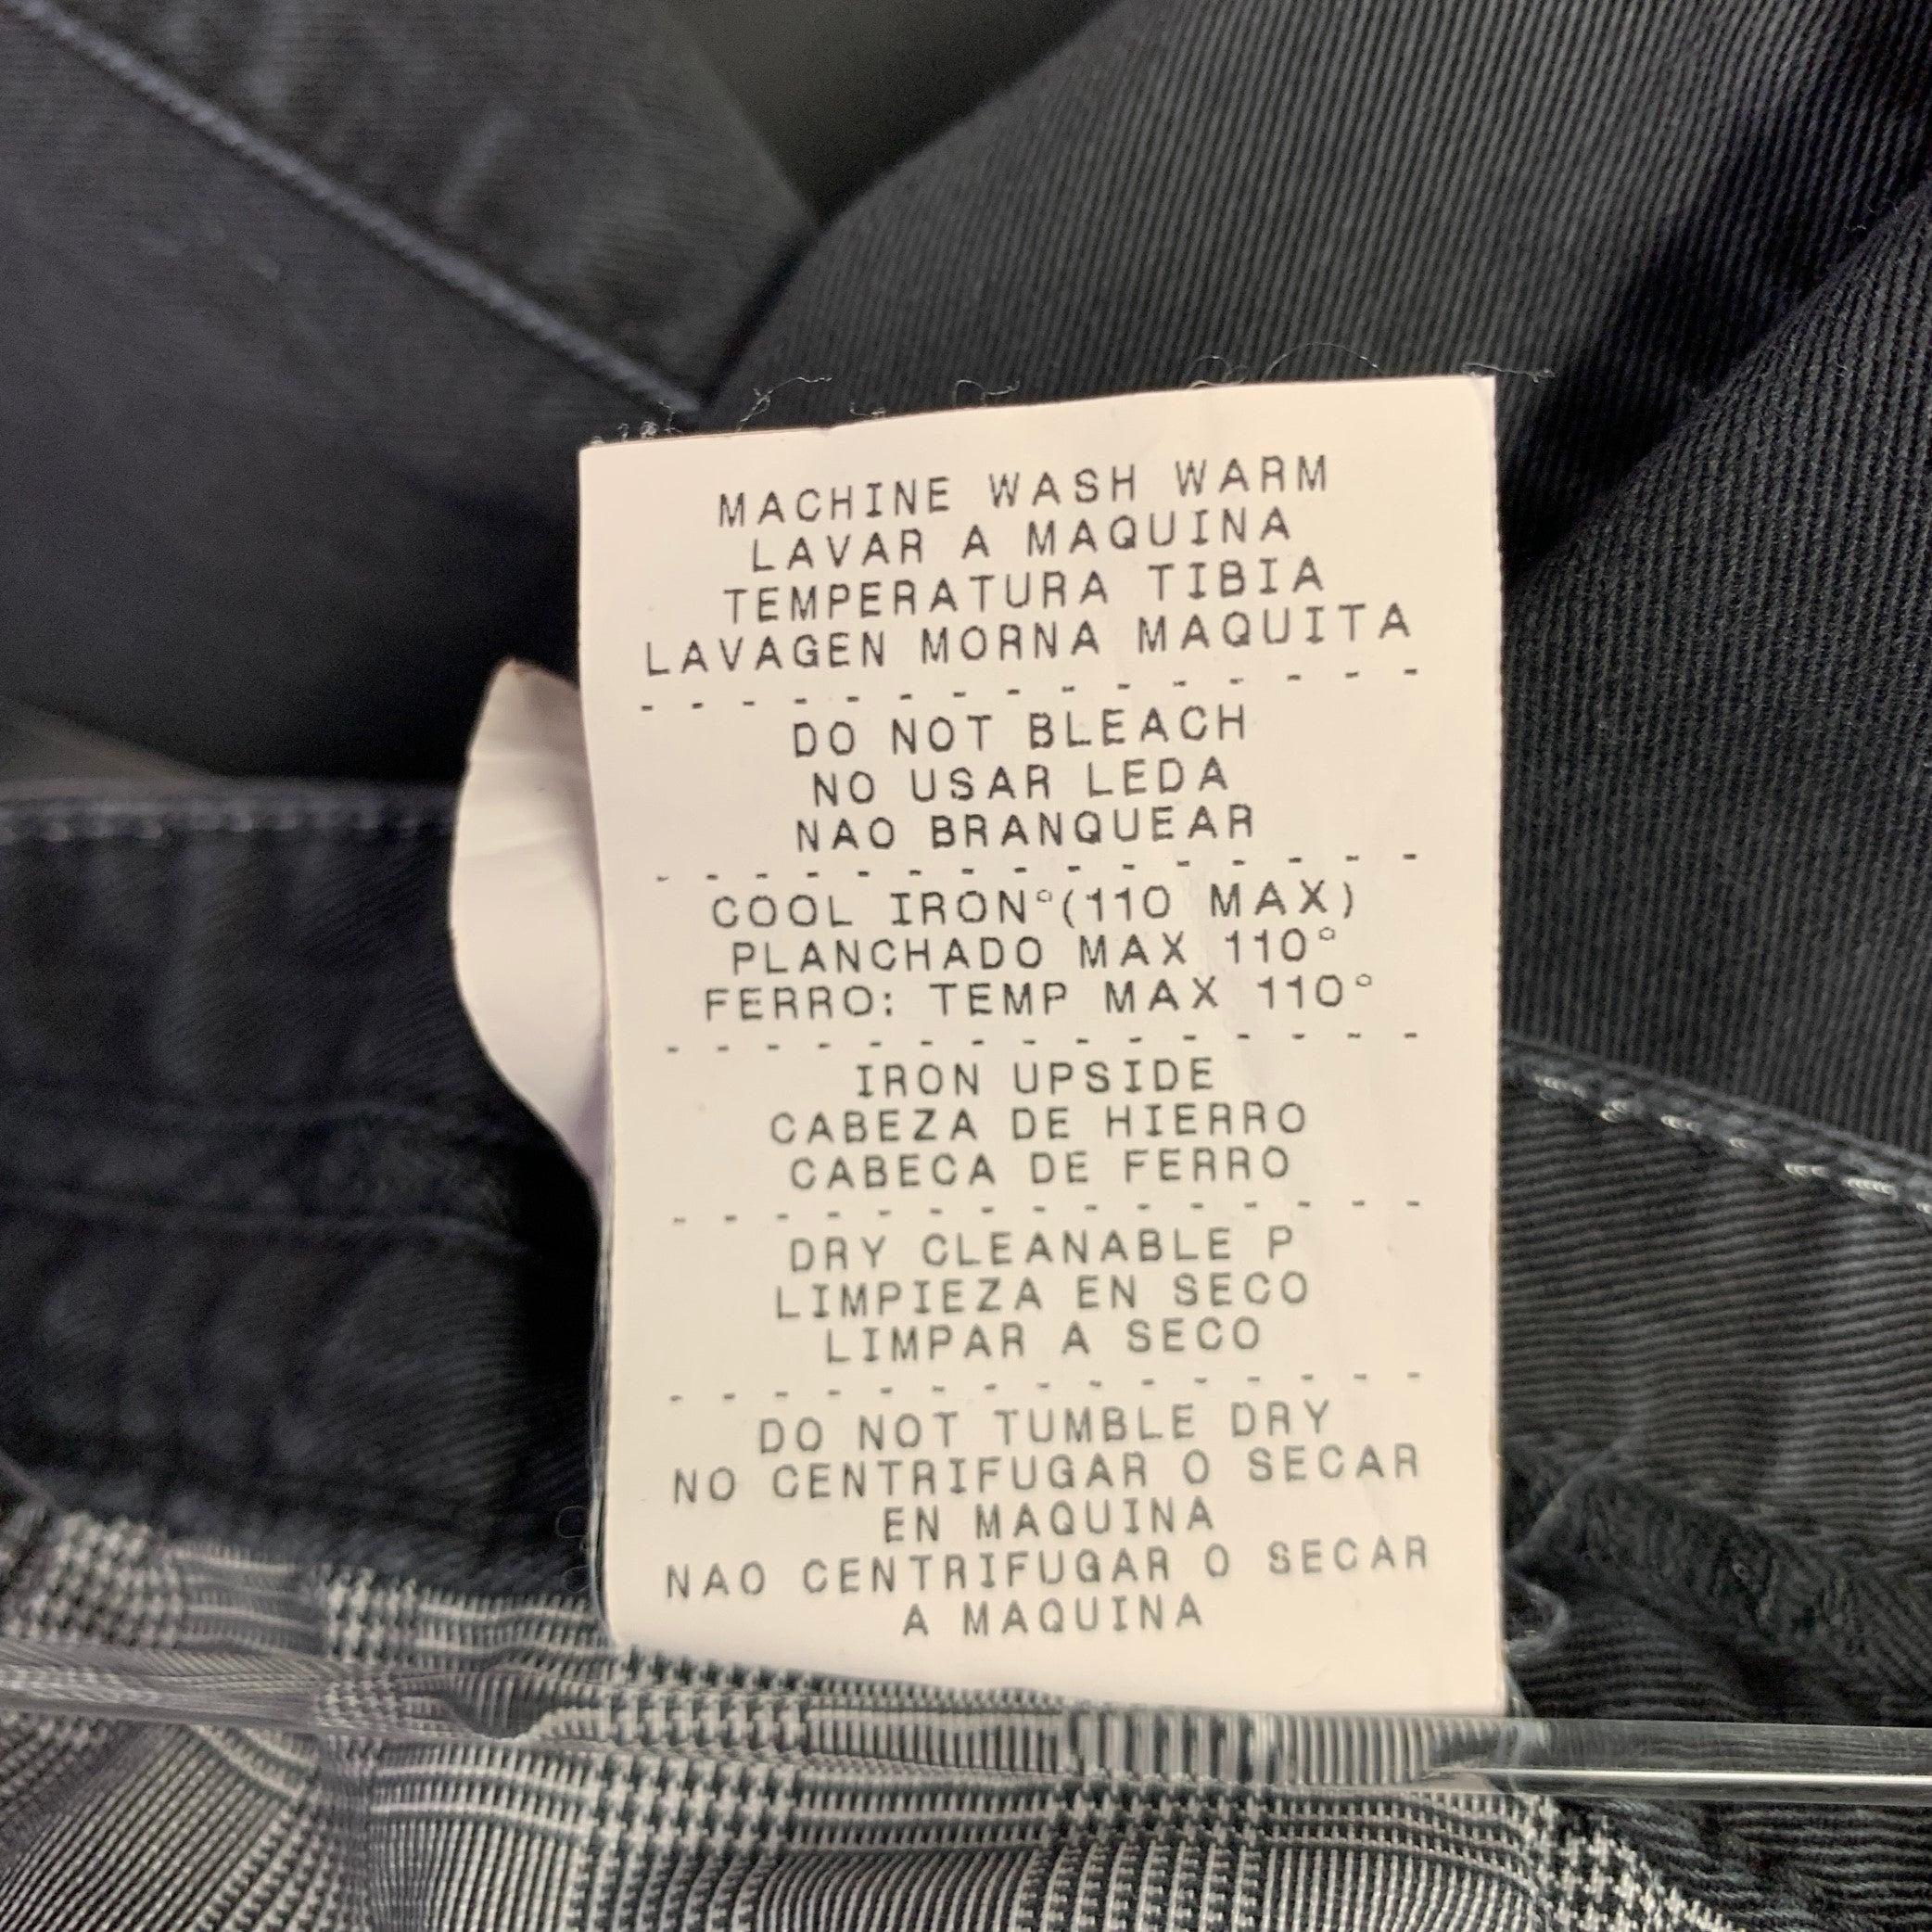 MACHINE WASH WARM
LAVAR A MAQUINA
TEMPERATURA TIBIA
LAVAGEN MORNA MAQUITA
- - - - - - - - - - - - - - -
DO NOT BLEACH
NO USAR LEDA
NAO BRANQUEAR
- - - - - - - - - - - - - - -
COOL IRON°(110 MAX)
PLANCHADO MAX 110°
FERRO: TEMP MAX 110°
- - - - - - - - - - - - - - -
IRON UPSIDE
CABEZA DE HIERRO
CABECA DE FERRO
- - - - - - - - - - - - - - -
DRY CLEANABLE P
LIMPIEZA EN SECO
LIMPAR A SECO
- - - - - - - - - - - - - - -
DO NOT TUMBLE DRY
NO CENTRIFUGAR O SECAR
EN MAQUINA
NAO CENTRIFUGAR O SECAR
A MAQUINA